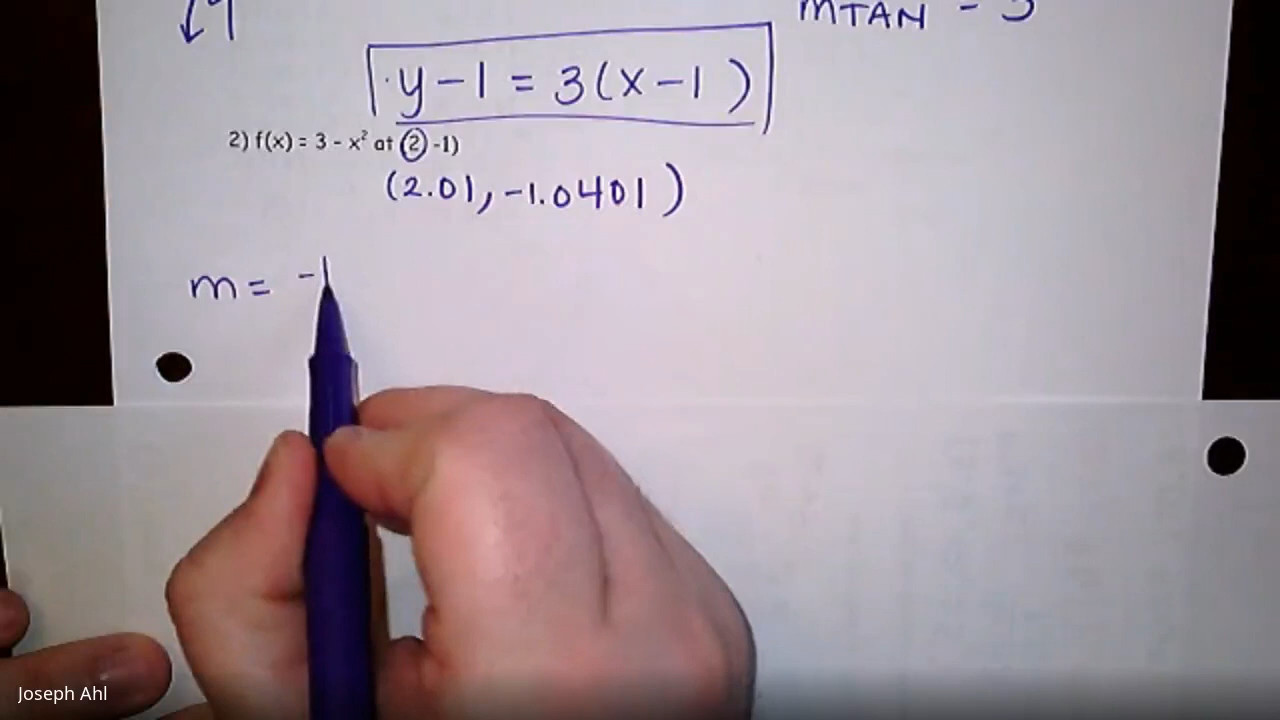 mTAN - 3
y-1 = 3(x-1)
2) f(x) = 3 - x² at (2, -1)
(2.01, -1.0401)
m = -1
Joseph Ahl